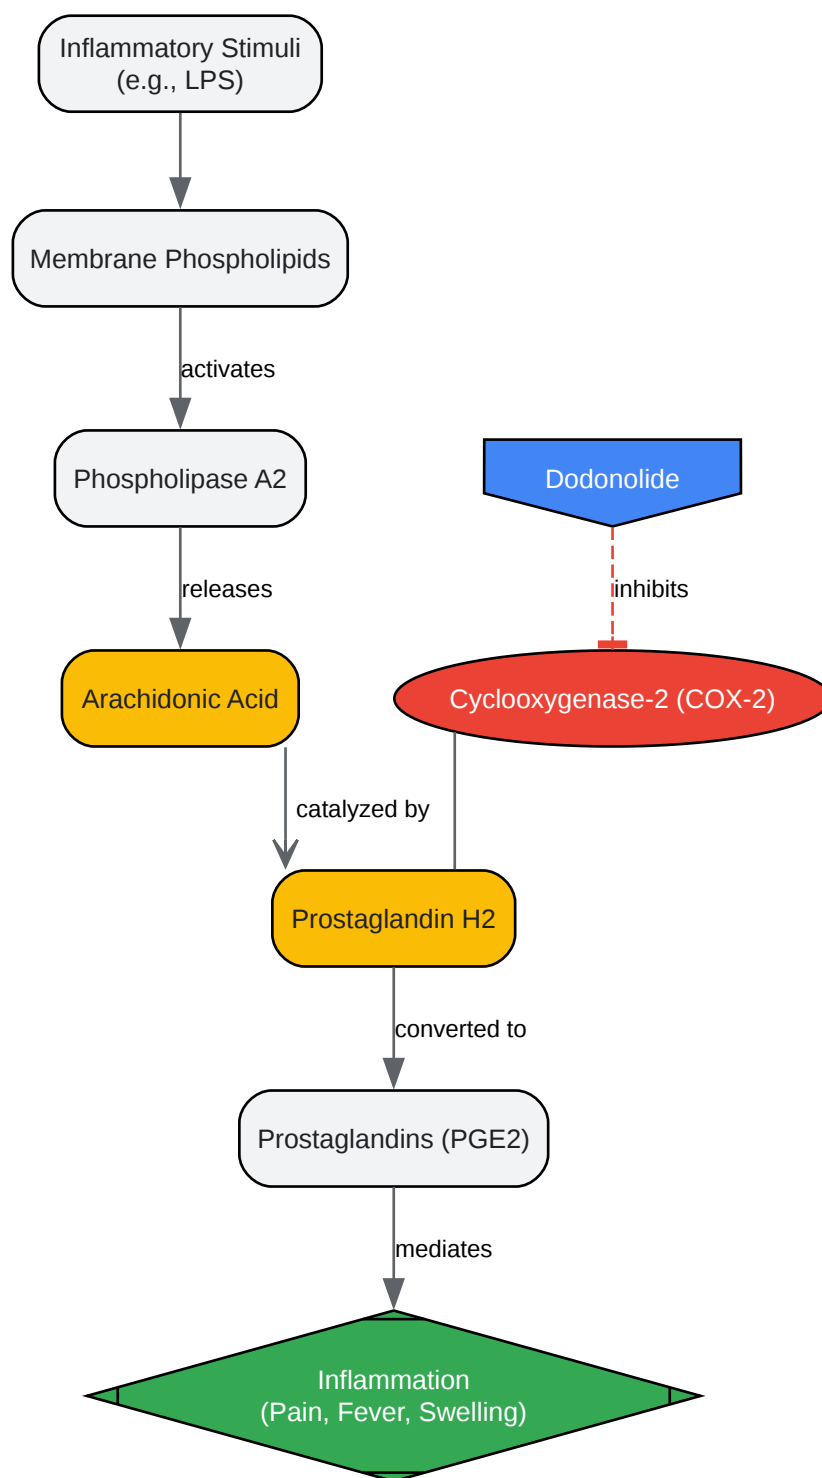 Inflammatory Stimuli
(e.g., LPS)
Membrane Phospholipids
activates
Phospholipase A2
Dodonolide
releases
inhibits
Arachidonic Acid
Cyclooxygenase-2 (COX-2)
catalyzed by
Prostaglandin H2
converted to
Prostaglandins (PGE2)
mediates
Inflammation
(Pain, Fever, Swelling)